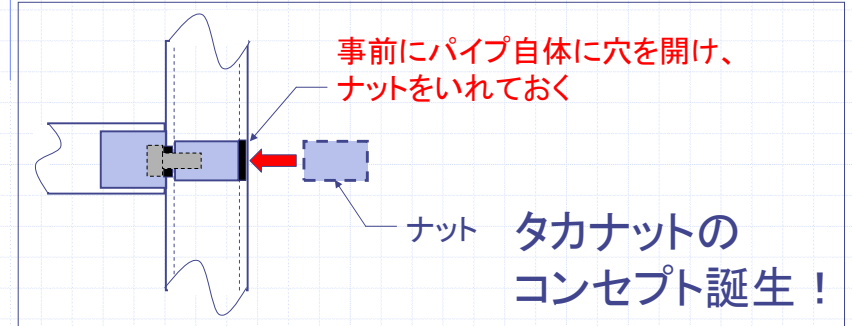 事前にパイプ自体に穴を開け、
ナットをいれておく
ナット
タカナットの
コンセプト誕生！